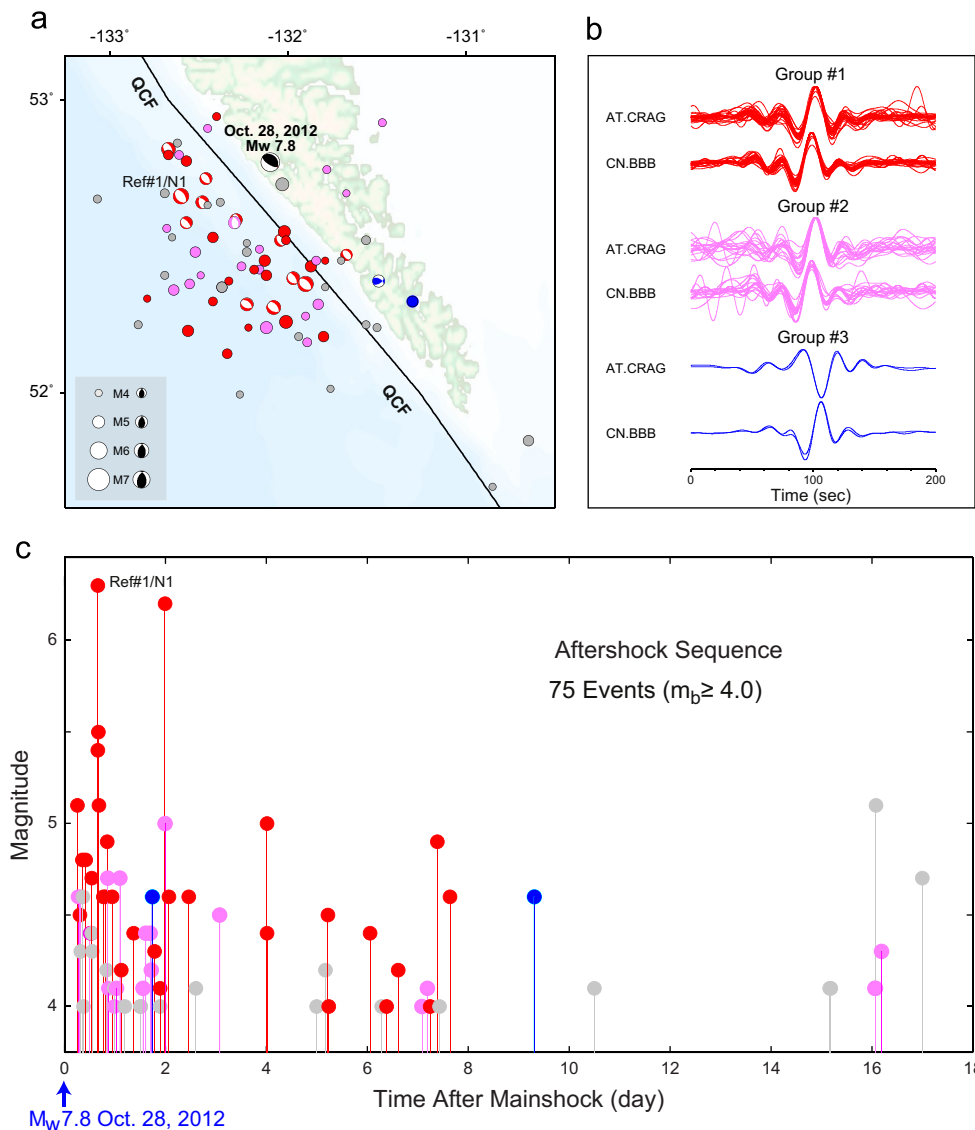 a
-133
-132˚
-131˚
53˚
52˚
QCF
Oct. 28, 2012
Mw 7.8
Ref#1/N1
QCF
M4
M5
M6
M7
b
Group #1
AT.CRAG
CN.BBB
Group #2
AT.CRAG
CN.BBB
Group #3
AT.CRAG
CN.BBB
0 100 200
Time (sec)
c
Ref#1/N1
Aftershock Sequence
75 Events (mb≥ 4.0)
Magnitude
6
5
4
0 2 4 6 8 10 12 14 16 18
Time After Mainshock (day)
Mw7.8 Oct. 28, 2012